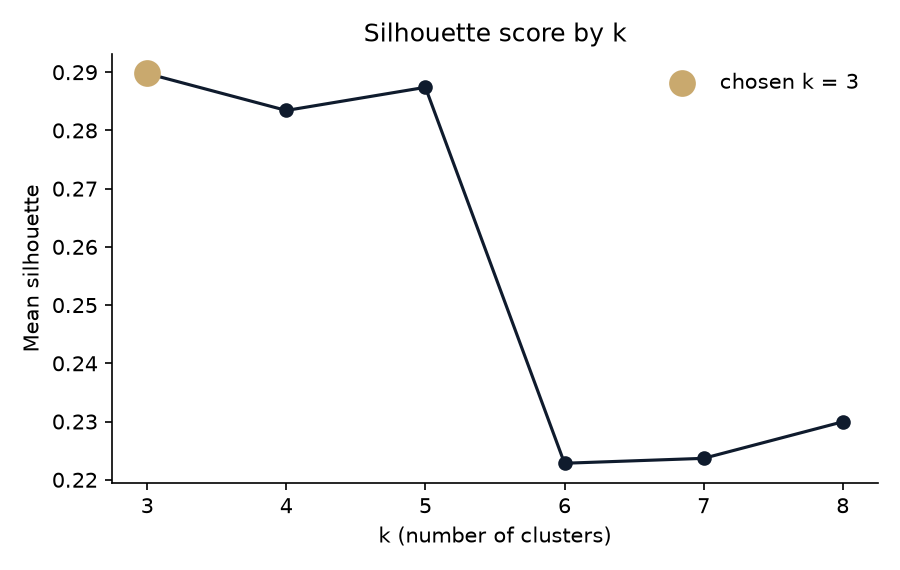 Silhouette score by k
chosen k = 3
Mean silhouette
0.29
0.28
0.27
0.26
0.25
0.24
0.23
0.22
3 4 5 6 7 8
k (number of clusters)